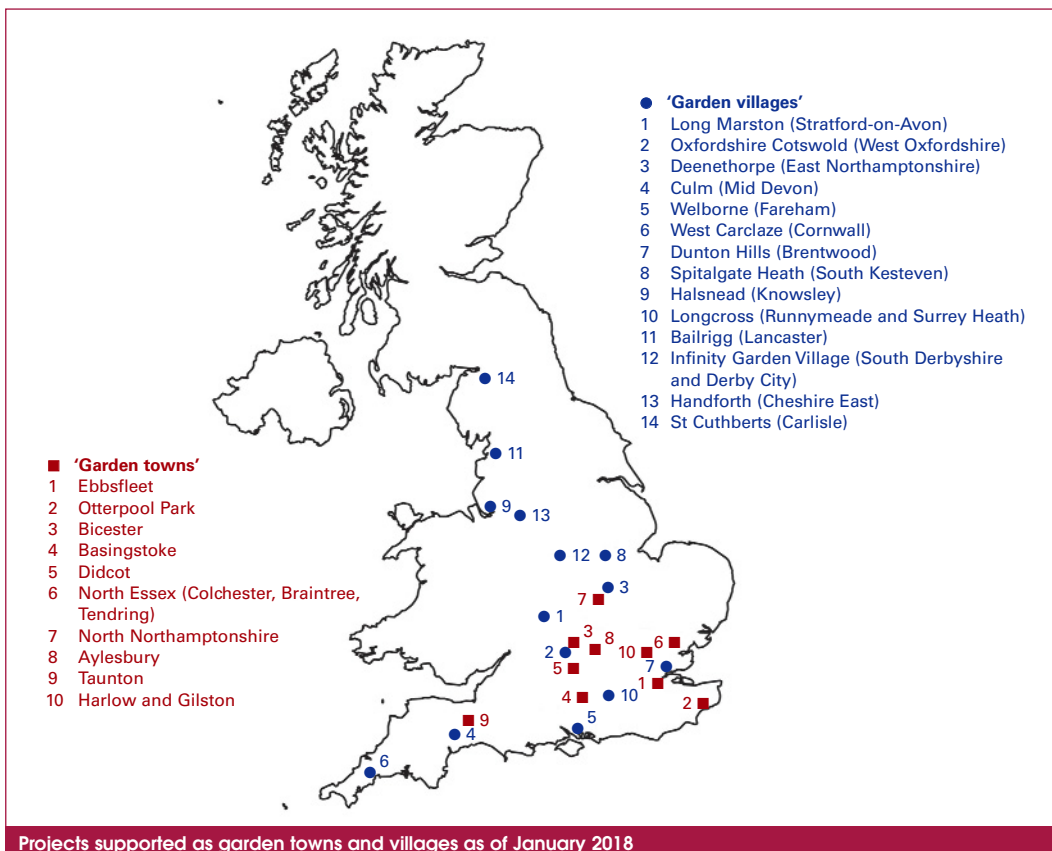 'Garden villages'
1 Long Marston (Stratford-on-Avon)
2 Oxfordshire Cotswold (West Oxfordshire)
3 Deenethorpe (East Northamptonshire)
4 Culm (Mid Devon)
5 Welborne (Fareham)
6 West Carclaze (Cornwall)
7 Dunton Hills (Brentwood)
8 Spitalgate Heath (South Kesteven)
9 Halsnead (Knowsley)
10 Longcross (Runnymeade and Surrey Heath)
11 Bailrigg (Lancaster)
12 Infinity Garden Village (South Derbyshire
and Derby City)
13 Handforth (Cheshire East)
14 St Cuthberts (Carlisle)
'Garden towns'
1 Ebbsfleet
2 Otterpool Park
3 Bicester
4 Basingstoke
5 Didcot
6 North Essex (Colchester, Braintree,
Tendring)
7 North Northamptonshire
8 Aylesbury
9 Taunton
10 Harlow and Gilston
14
11
9
13
12
8
3
7
1
3
8
6
2
10
7
5
1
4
10
2
5
9
4
6
Projects supported as garden towns and villages as of January 2018